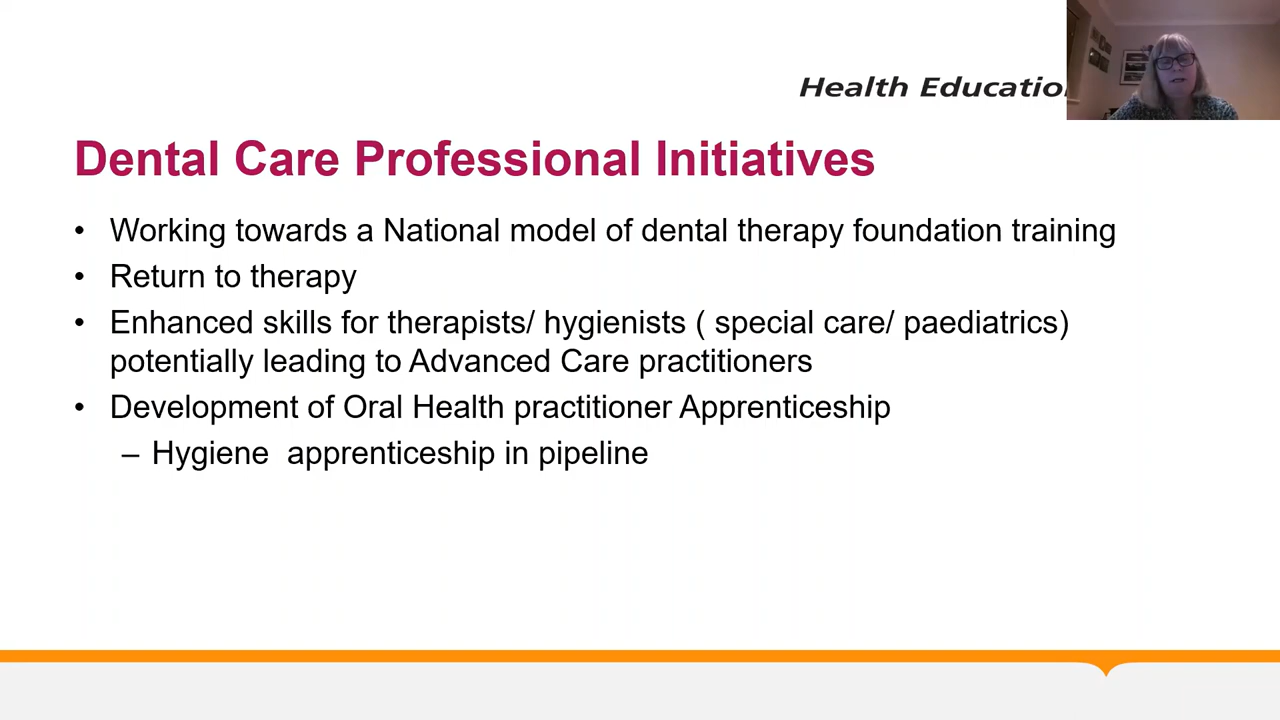 Health Education
Dental Care Professional Initiatives
• Working towards a National model of dental therapy foundation training
• Return to therapy
• Enhanced skills for therapists/ hygienists ( special care/ paediatrics)
potentially leading to Advanced Care practitioners
• Development of Oral Health practitioner Apprenticeship
– Hygiene  apprenticeship in pipeline